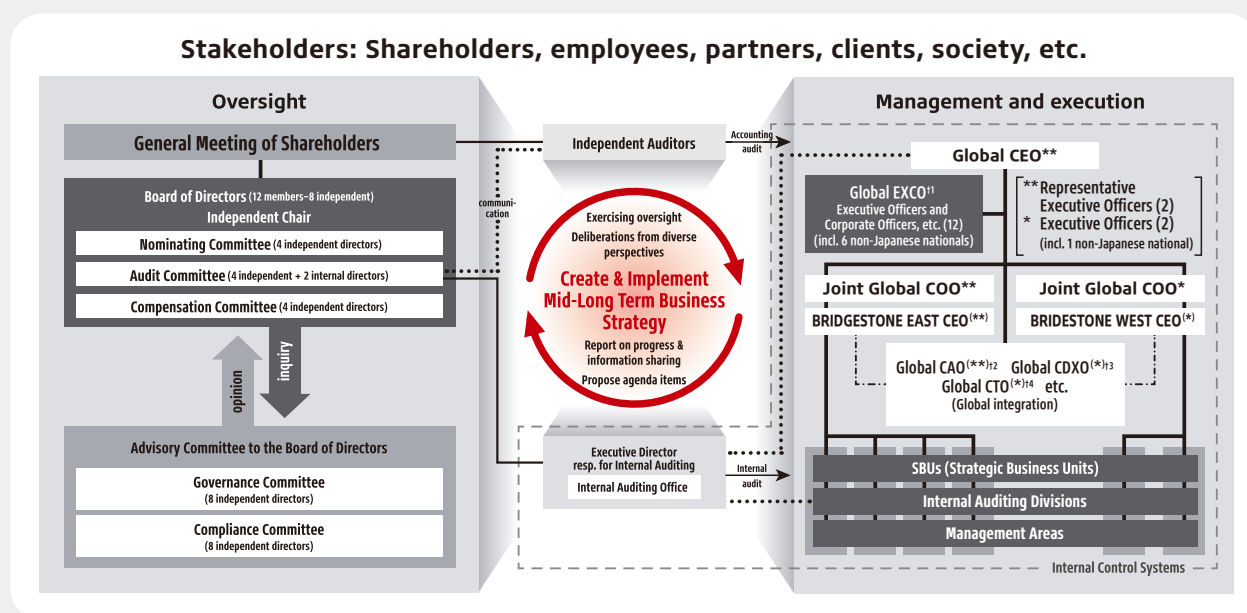 Stakeholders: Shareholders, employees, partners, clients, society, etc.
Oversight
General Meeting of Shareholders
Board of Directors (12 members–8 independent)
Independent Chair
Nominating Committee (4 independent directors)
Audit Committee (4 independent + 2 internal directors)
Compensation Committee (4 independent directors)
opinion
inquiry
Advisory Committee to the Board of Directors
Governance Committee
(8 independent directors)
Compliance Committee
(8 independent directors)
communi-
cation
Independent Auditors
Accounting
audit
Exercising oversight
Deliberations from diverse
perspectives
Create & Implement
Mid-Long Term Business
Strategy
Report on progress &
information sharing
Propose agenda items
Executive Director
resp. for Internal Auditing
Internal Auditing Office
Internal
audit
Management and execution
Global CEO**
Global EXCO†1
Executive Officers and
Corporate Officers, etc. (12)
(incl. 6 non-Japanese nationals)
** Representative
Executive Officers (2)
* Executive Officers (2)
(incl. 1 non-Japanese national)
Joint Global COO**
BRIDGESTONE EAST CEO(**)
Joint Global COO*
BRIDESTONE WEST CEO(*)
Global CAO(**)†2 Global CDXO(*)†3
Global CTO(*)†4 etc.
(Global integration)
SBUs (Strategic Business Units)
Internal Auditing Divisions
Management Areas
Internal Control Systems